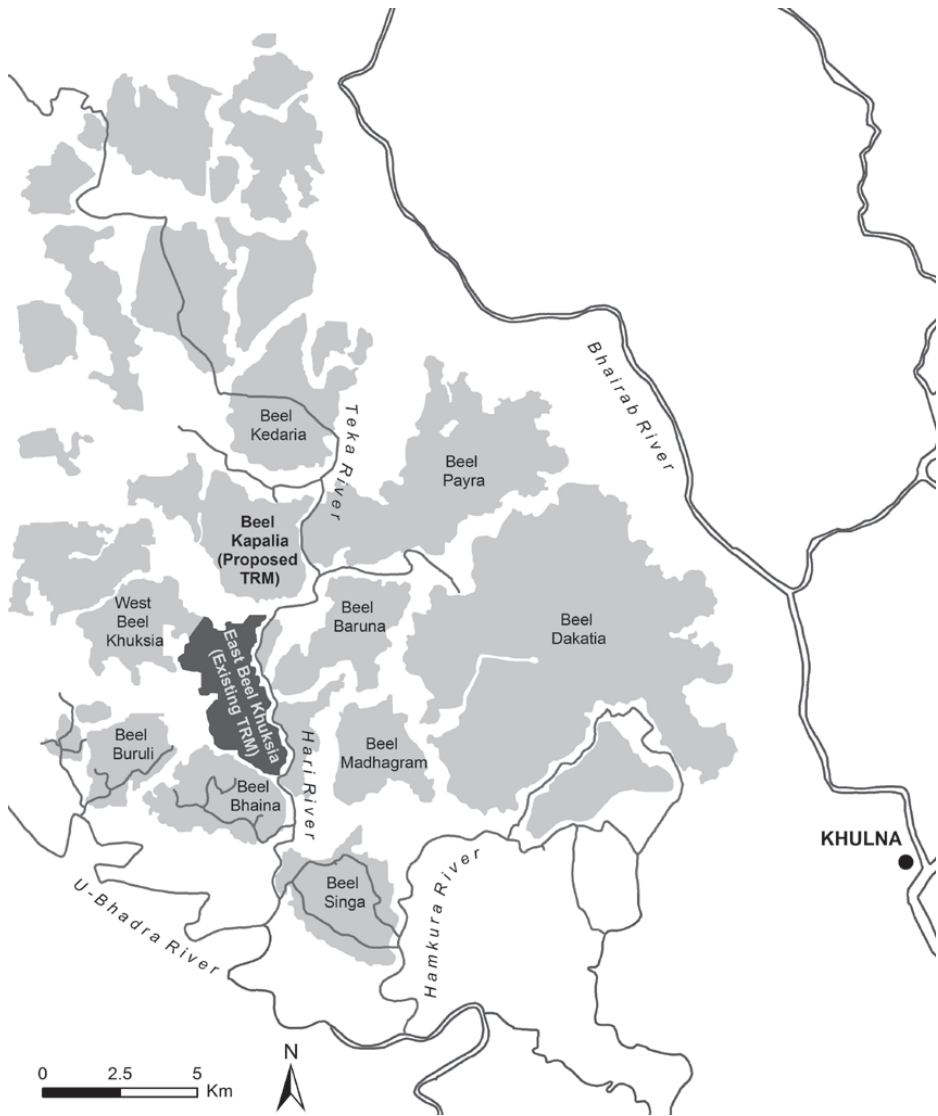 Bhairab River
Teka River
Beel
Kedaria
Beel
Payra
Beel
Kapalia
(Proposed
TRM)
West
Beel
Khuksia
East Beel Khuksia
(Existing TRM)
Beel
Baruna
Beel
Dakatia
Beel
Buruli
Beel
Bhaina
Hari River
Beel
Madhagram
KHULNA
Beel
Singa
Hamkura River
U-Bhadra River
N
0 2.5 5
Km